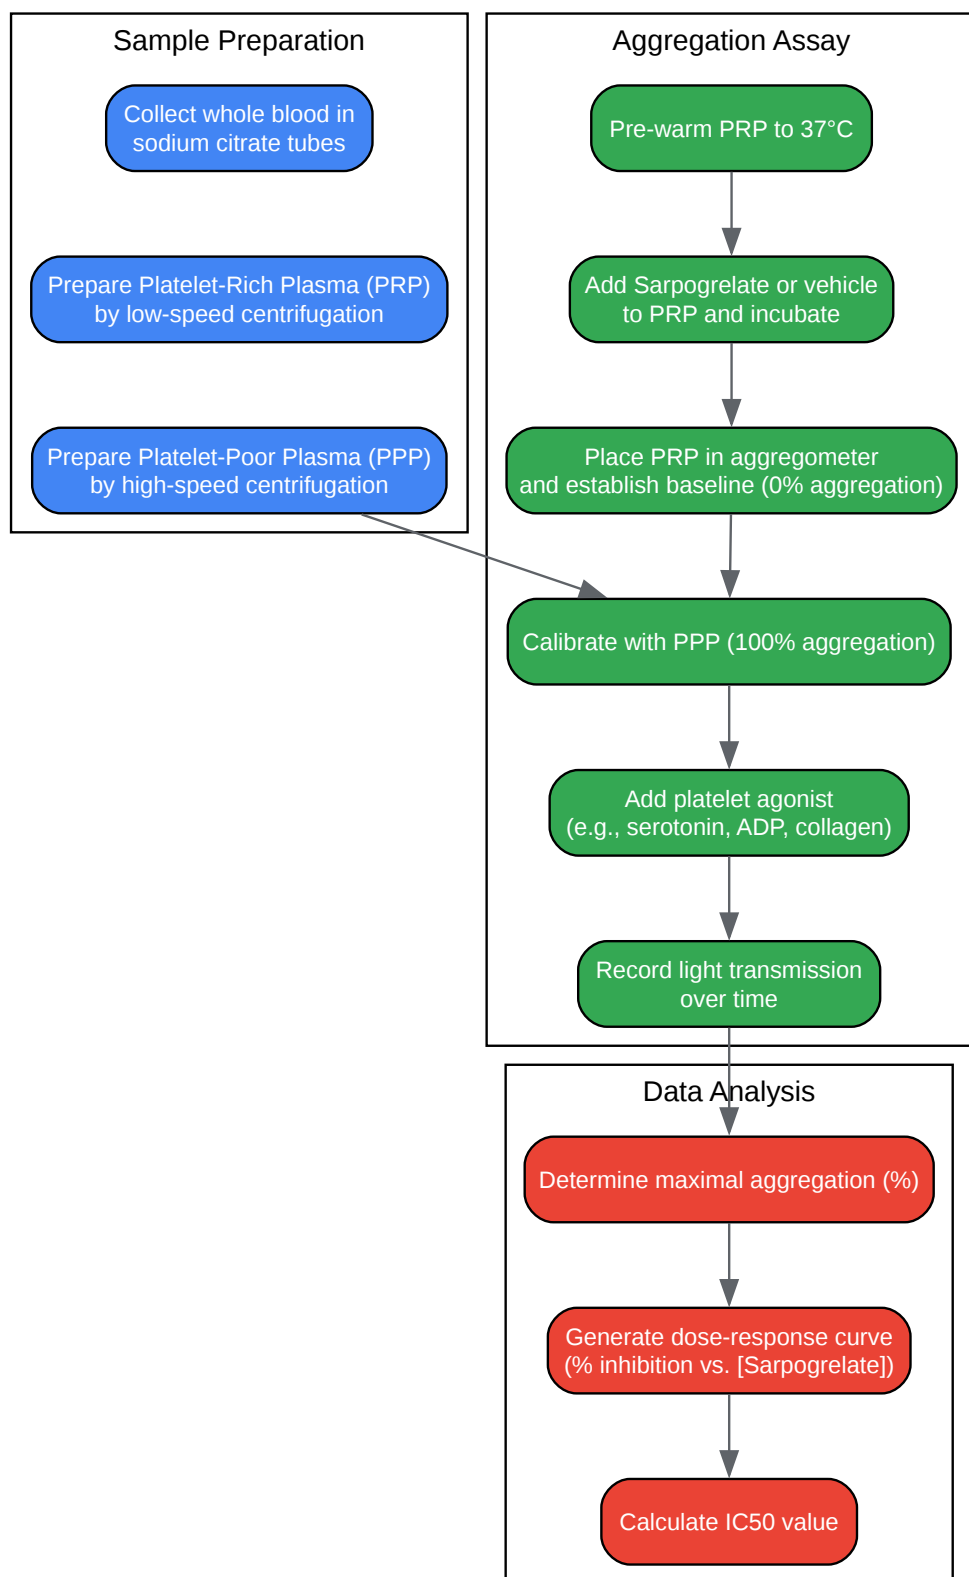 Sample Preparation
Collect whole blood in
sodium citrate tubes
Prepare Platelet-Rich Plasma (PRP)
by low-speed centrifugation
Prepare Platelet-Poor Plasma (PPP)
by high-speed centrifugation
Aggregation Assay
Pre-warm PRP to 37°C
Add Sarpogrelate or vehicle
to PRP and incubate
Place PRP in aggregometer
and establish baseline (0% aggregation)
Calibrate with PPP (100% aggregation)
Add platelet agonist
(e.g., serotonin, ADP, collagen)
Record light transmission
over time
Data Analysis
Determine maximal aggregation (%)
Generate dose-response curve
(% inhibition vs. [Sarpogrelate])
Calculate IC50 value